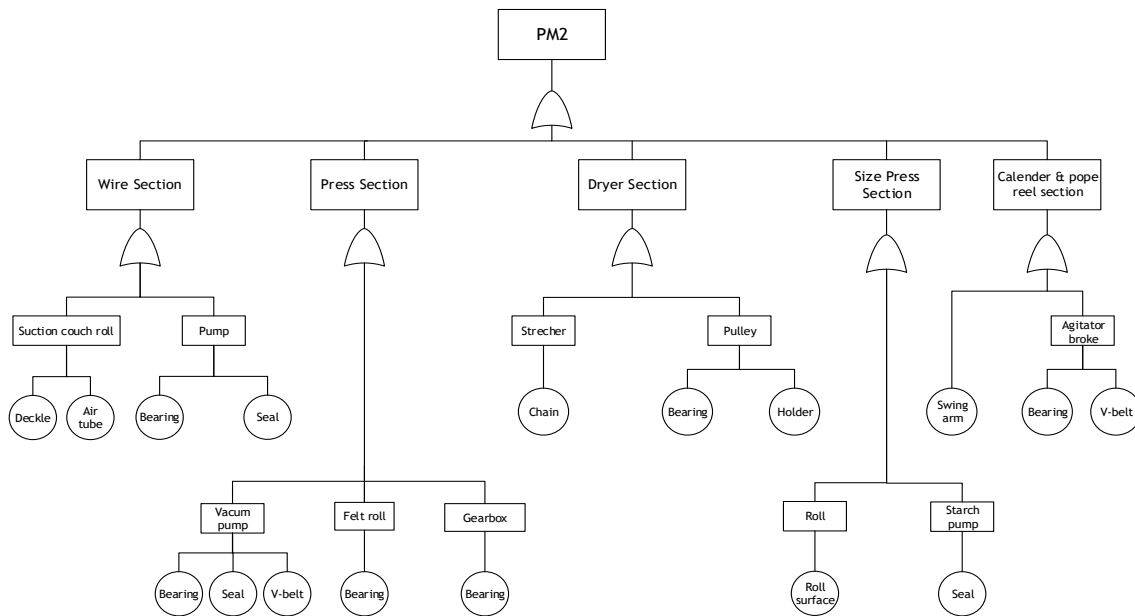 PM2
Wire Section
Press Section
Dryer Section
Size Press
Section
Calender & pope
reel section
Suction couch roll
Pump
Strecher
Pulley
Agitator
broke
Deckle
Air
tube
Bearing
Seal
Chain
Bearing
Holder
Swing
arm
Bearing
V-belt
Vacum
pump
Felt roll
Gearbox
Roll
Starch
pump
Bearing
Seal
V-belt
Bearing
Bearing
Roll
surface
Seal